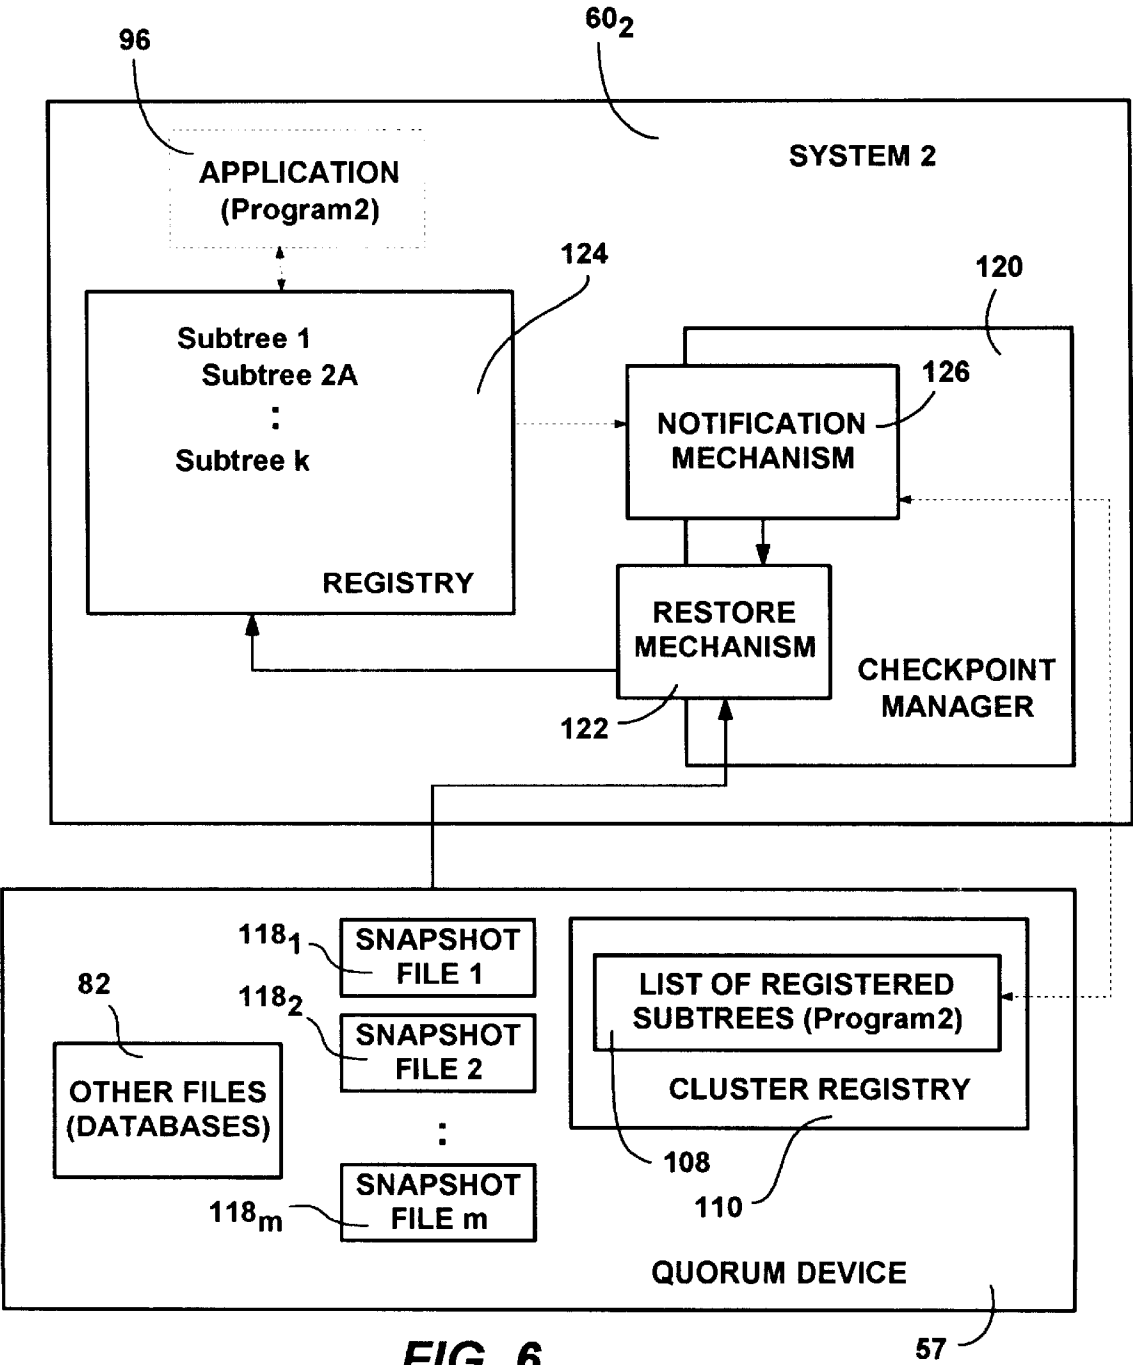 96
60₂
SYSTEM 2
APPLICATION
(Program2)
124
120
Subtree 1
Subtree 2A
:
Subtree k
REGISTRY
126
NOTIFICATION
MECHANISM
RESTORE
MECHANISM
122
CHECKPOINT
MANAGER
118₁
SNAPSHOT
FILE 1
118₂
SNAPSHOT
FILE 2
:
118ₘ
SNAPSHOT
FILE m
82
OTHER FILES
(DATABASES)
LIST OF REGISTERED
SUBTREES (Program2)
CLUSTER REGISTRY
108
110
QUORUM DEVICE
57
FIG. 6